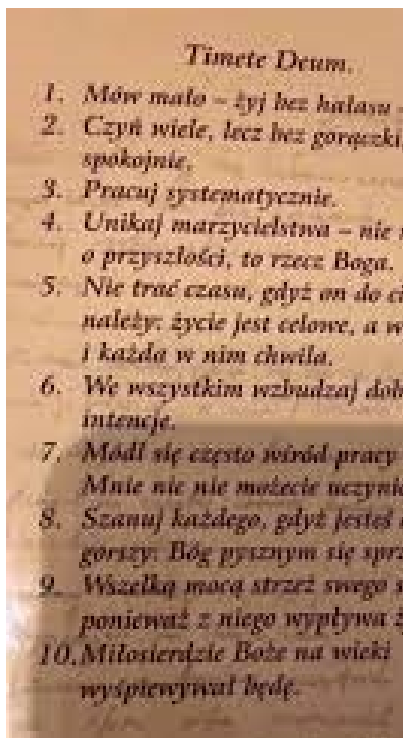 Timete Deum.
1. Mów mało – żyj bez hałasu –
2. Czyń wiele, lecz bez gorączki,
spokojnie.
3. Pracuj systematycznie.
4. Unikaj marzycielstwa – nie
o przyszłości, to rzecz Boga.
5. Nie trać czasu, gdyż on do
należy: życie jest celowe, a
i każda w nim chwila.
6. We wszystkim wzbudzaj
intencje.
7. Módl się często wśród pracy
Mnie nic nie możecie
8. Szanuj każdego, gdyż jesteś
gorszy: Bóg pysznym się
9. Wszelką mocą strzeż swego
ponieważ z niego wypływa
10. Miłosierdzie Boże na wieki
wyśpiewywał będę.